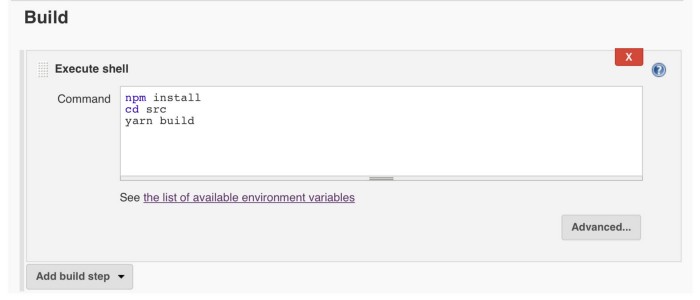 Build
X
Execute shell
Command
npm install
cd src
yarn build
See the list of available environment variables
Advanced...
Add build step